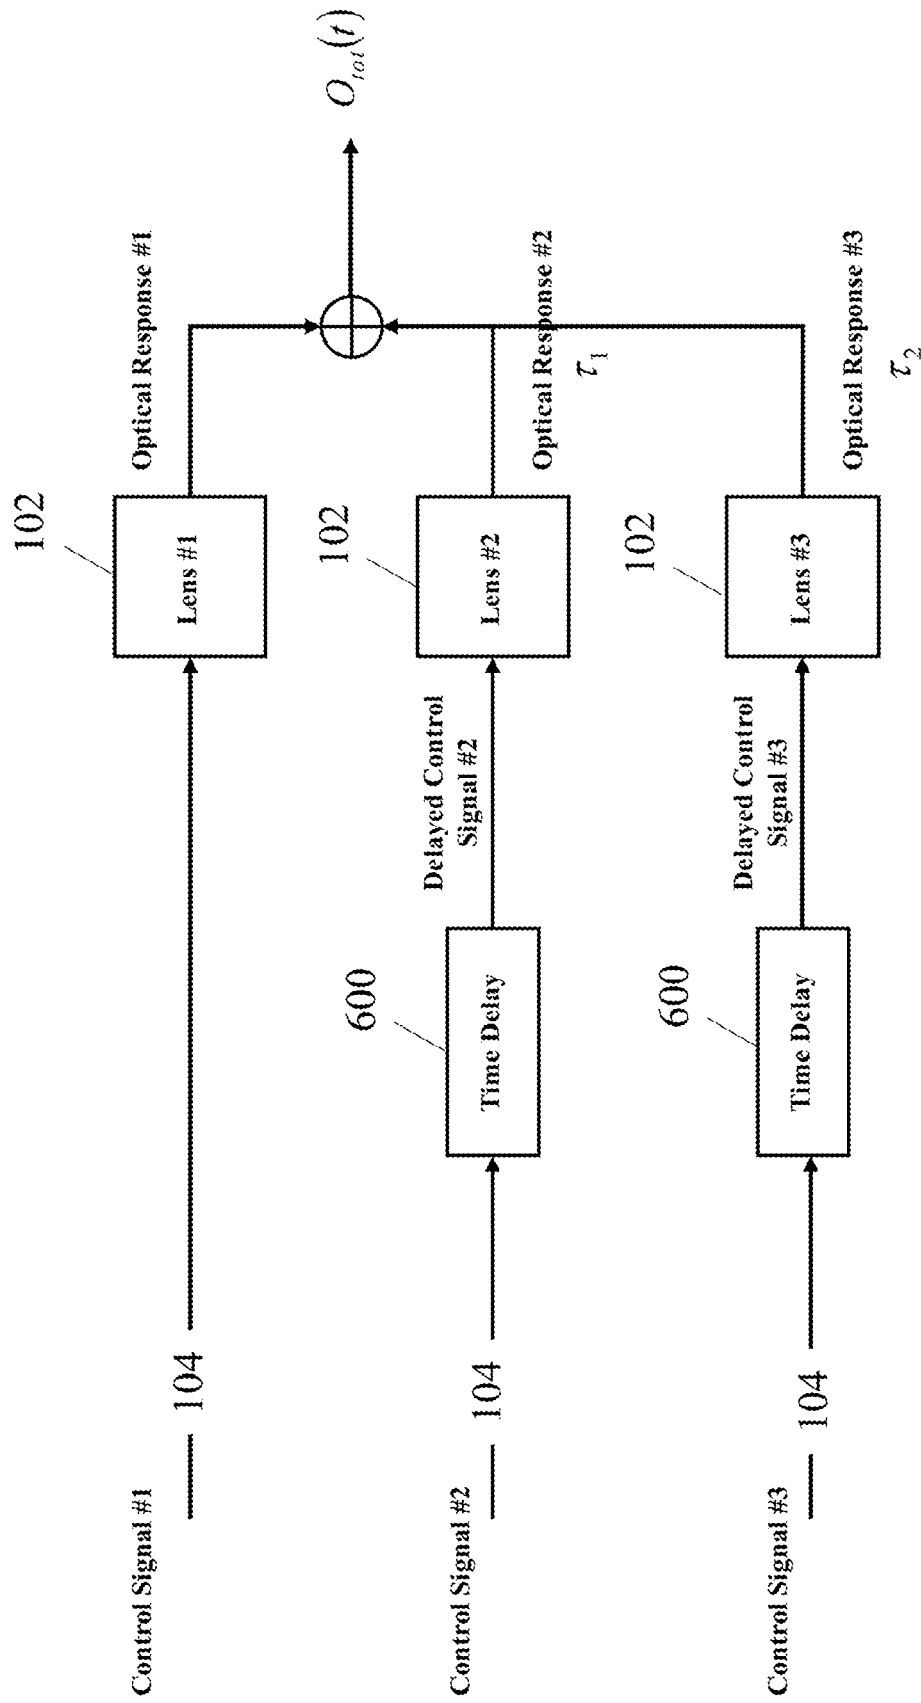 Control Signal #1
104
102
Lens #1
Optical Response #1
O_tot(t)
Control Signal #2
104
600
Time Delay
Delayed Control
Signal #2
102
Lens #2
Optical Response #2
τ₁
Control Signal #3
104
600
Time Delay
Delayed Control
Signal #3
102
Lens #3
Optical Response #3
τ₂